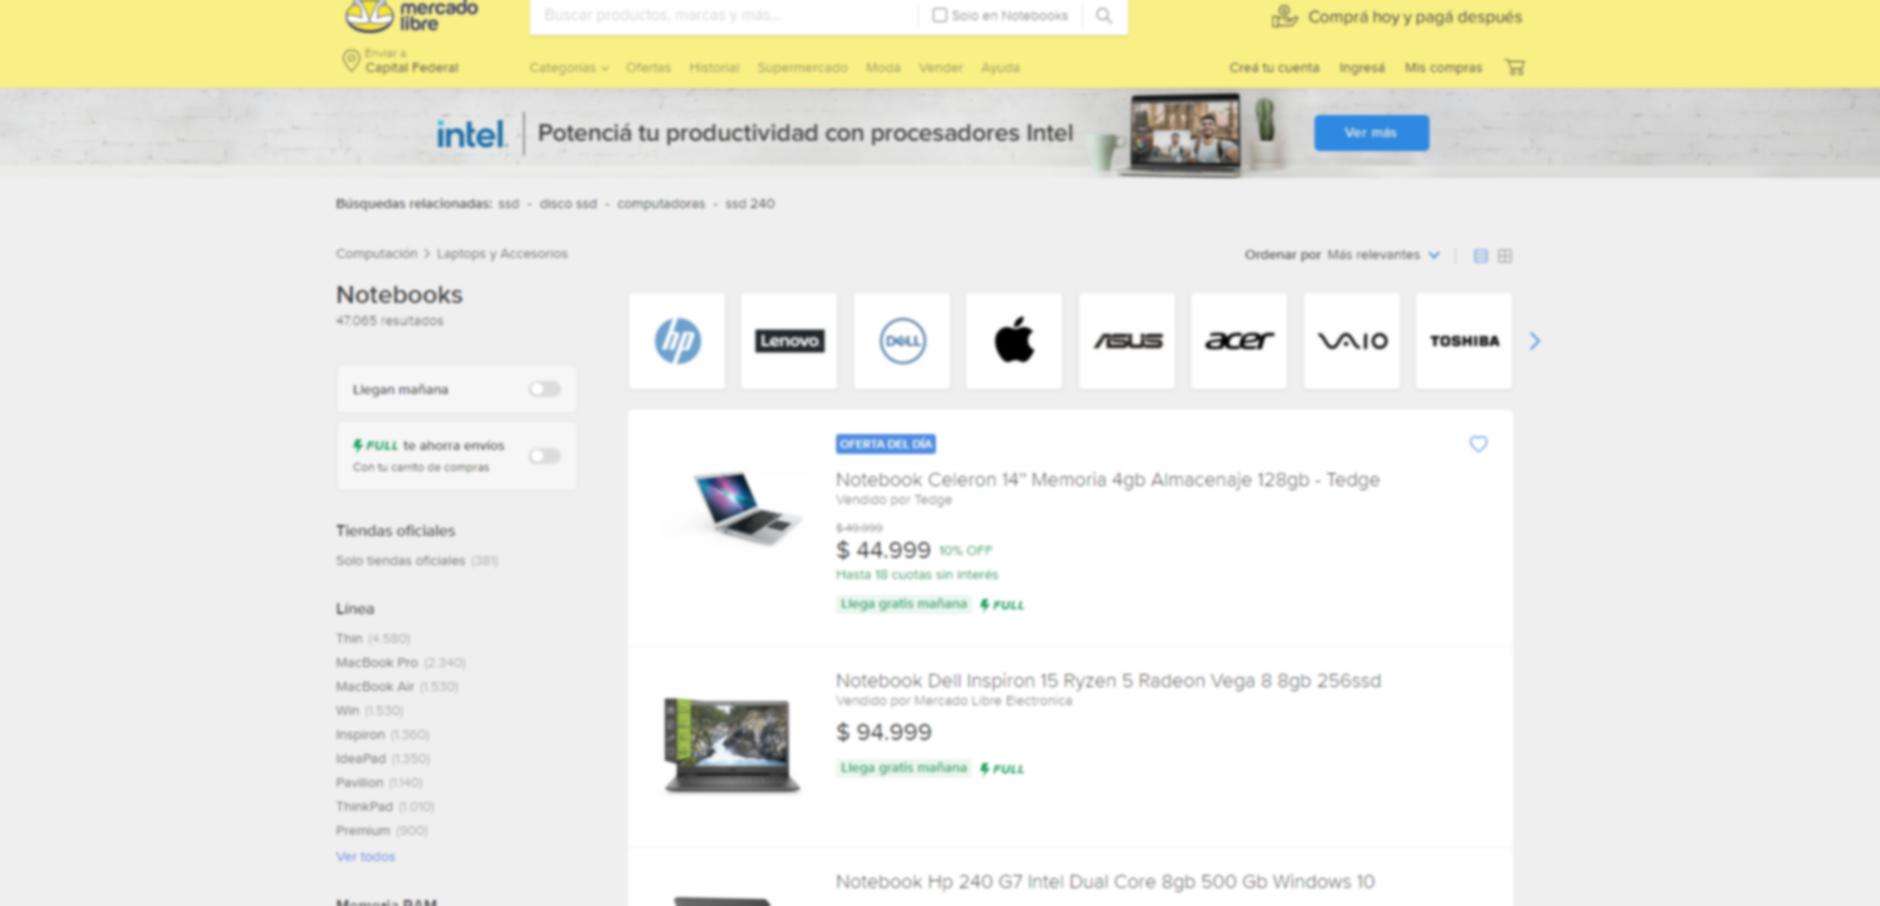 mercado
libre
Buscar productos, marcas y más...
Solo en Notebooks
Comprá hoy y pagá después
Enviar a
Capital Federal
Categorías Ofertas Historial Supermercado Moda Vender Ayuda
Creá tu cuenta Ingresá Mis compras
intel. Potenciá tu productividad con procesadores Intel
Ver más
Búsquedas relacionadas: ssd - disco ssd - computadoras - ssd 240
Computación > Laptops y Accesorios
Ordenar por Más relevantes
Notebooks
47.065 resultados
hp Lenovo DELL ASUS acer VAIO TOSHIBA
Llegan mañana
FULL te ahorra envíos
Con tu carrito de compras
Tiendas oficiales
Solo tiendas oficiales (381)
Línea
Thin (4.580)
MacBook Pro (2.340)
MacBook Air (1.530)
Win (1.530)
Inspiron (1.360)
IdeaPad (1.350)
Pavilion (1.140)
ThinkPad (1.010)
Premium (900)
Ver todos
Memoria RAM
OFERTA DEL DÍA
Notebook Celeron 14" Memoria 4gb Almacenaje 128gb - Tedge
Vendido por Tedge
$ 49.999
$ 44.999 10% OFF
Hasta 18 cuotas sin interés
Llega gratis mañana FULL
Notebook Dell Inspiron 15 Ryzen 5 Radeon Vega 8 8gb 256ssd
Vendido por Mercado Libre Electronica
$ 94.999
Llega gratis mañana FULL
Notebook Hp 240 G7 Intel Dual Core 8gb 500 Gb Windows 10